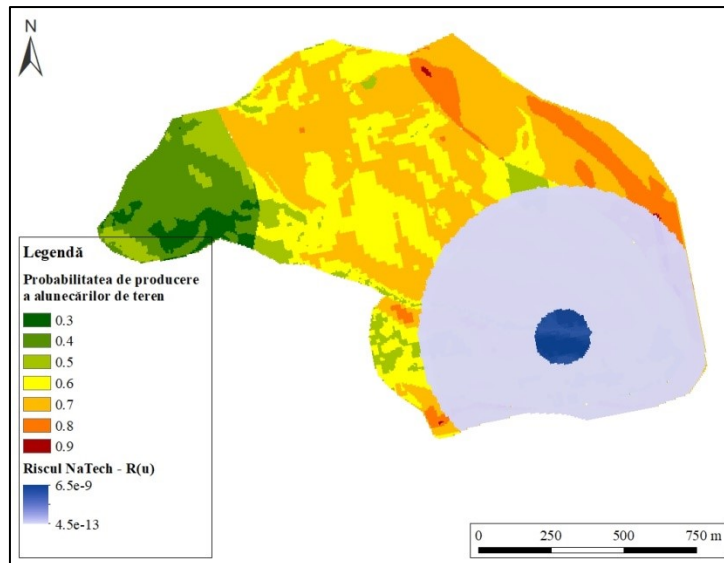 N
Legendă
Probabilitatea de producere
a alunecărilor de teren
0.3
0.4
0.5
0.6
0.7
0.8
0.9
Riscul NaTech - R(u)
6.5e-9
4.5e-13
0 250 500 750 m